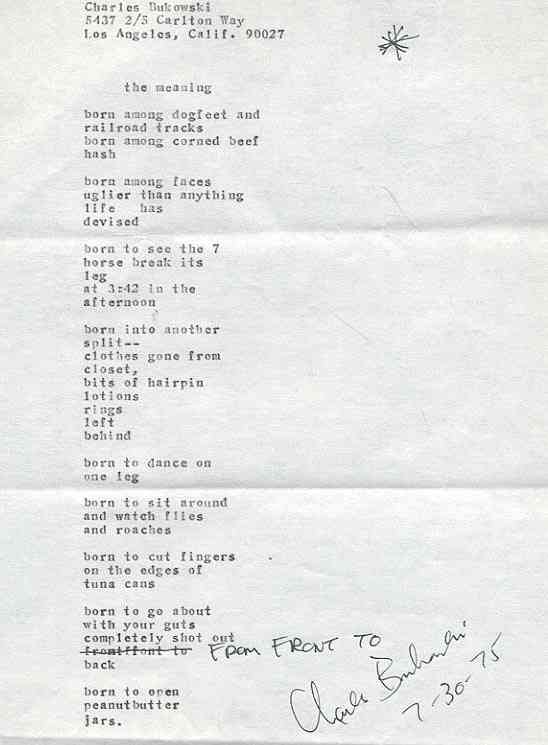 Charles Bukowski
5437 2/5 Carlton Way
Los Angeles, Calif. 90027
the meaning
born among dogfeet and
railroad tracks
born among corned beef
hash
born among faces
uglier than anything
life has
devised
born to see the 7
horse break its
leg
at 3:42 in the
afternoon
born into another
split--
clothes gone from
closet,
bits of hairpin
lotions
rings
left
behind
born to dance on
one leg
born to sit around
and watch flies
and roaches
born to cut fingers
on the edges of
tuna cans
born to go about
with your guts
completely shot out
frontffont to FROM FRONT TO
back
born to open
peanutbutter
jars.
Charles Bukowski
7-30-75